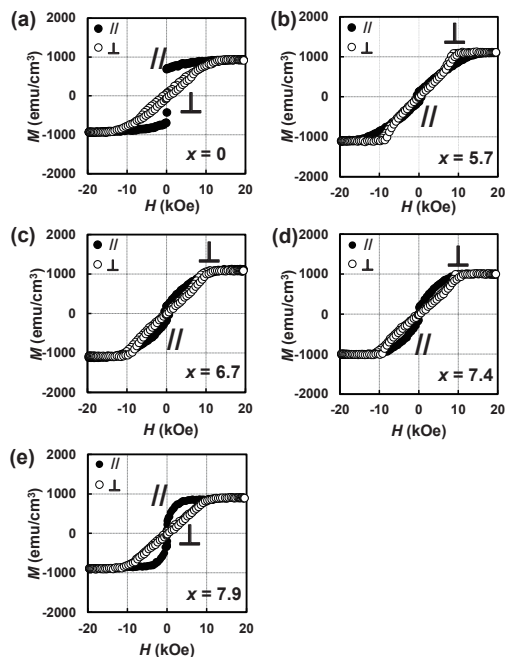 (a)
● //
○ ⊥
//
⊥
x = 0
M (emu/cm³)
2000
1000
0
-1000
-2000
-20 -10 0 10 20
H (kOe)
(b)
● //
○ ⊥
⊥
//
x = 5.7
M (emu/cm³)
2000
1000
0
-1000
-2000
-20 -10 0 10 20
H (kOe)
(c)
● //
○ ⊥
⊥
//
x = 6.7
M (emu/cm³)
2000
1000
0
-1000
-2000
-20 -10 0 10 20
H (kOe)
(d)
● //
○ ⊥
⊥
//
x = 7.4
M (emu/cm³)
2000
1000
0
-1000
-2000
-20 -10 0 10 20
H (kOe)
(e)
● //
○ ⊥
//
⊥
x = 7.9
M (emu/cm³)
2000
1000
0
-1000
-2000
-20 -10 0 10 20
H (kOe)